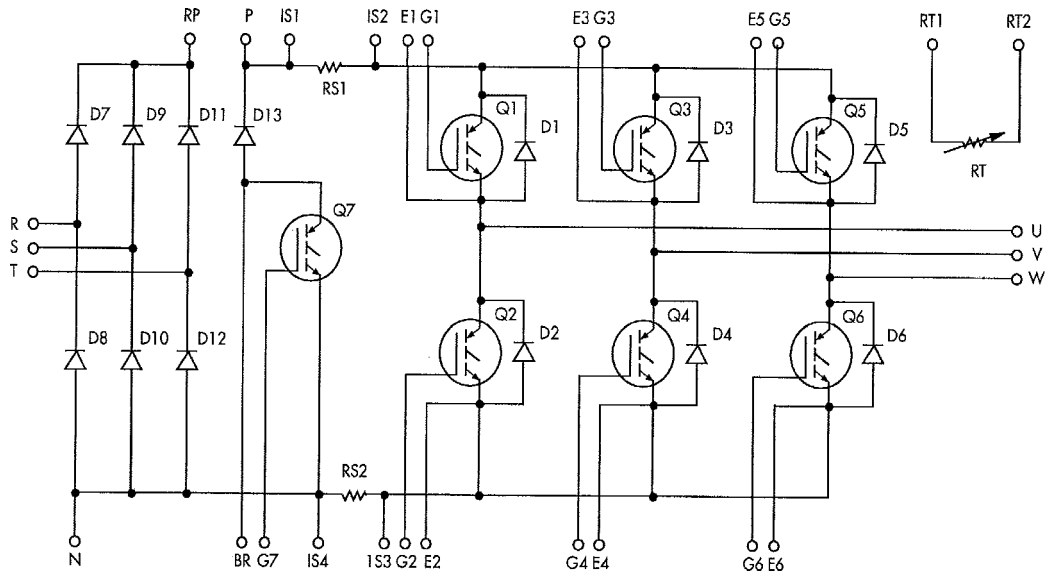 RP P IS1 IS2 E1 G1 E3 G3 E5 G5 RT1 RT2
RS1
D7 D9 D11 D13 Q1 D1 Q3 D3 Q5 D5
RT
Q7
R
S
T
U
V
W
D8 D10 D12 Q2 D2 Q4 D4 Q6 D6
RS2
N BR G7 IS4 1S3 G2 E2 G4 E4 G6 E6